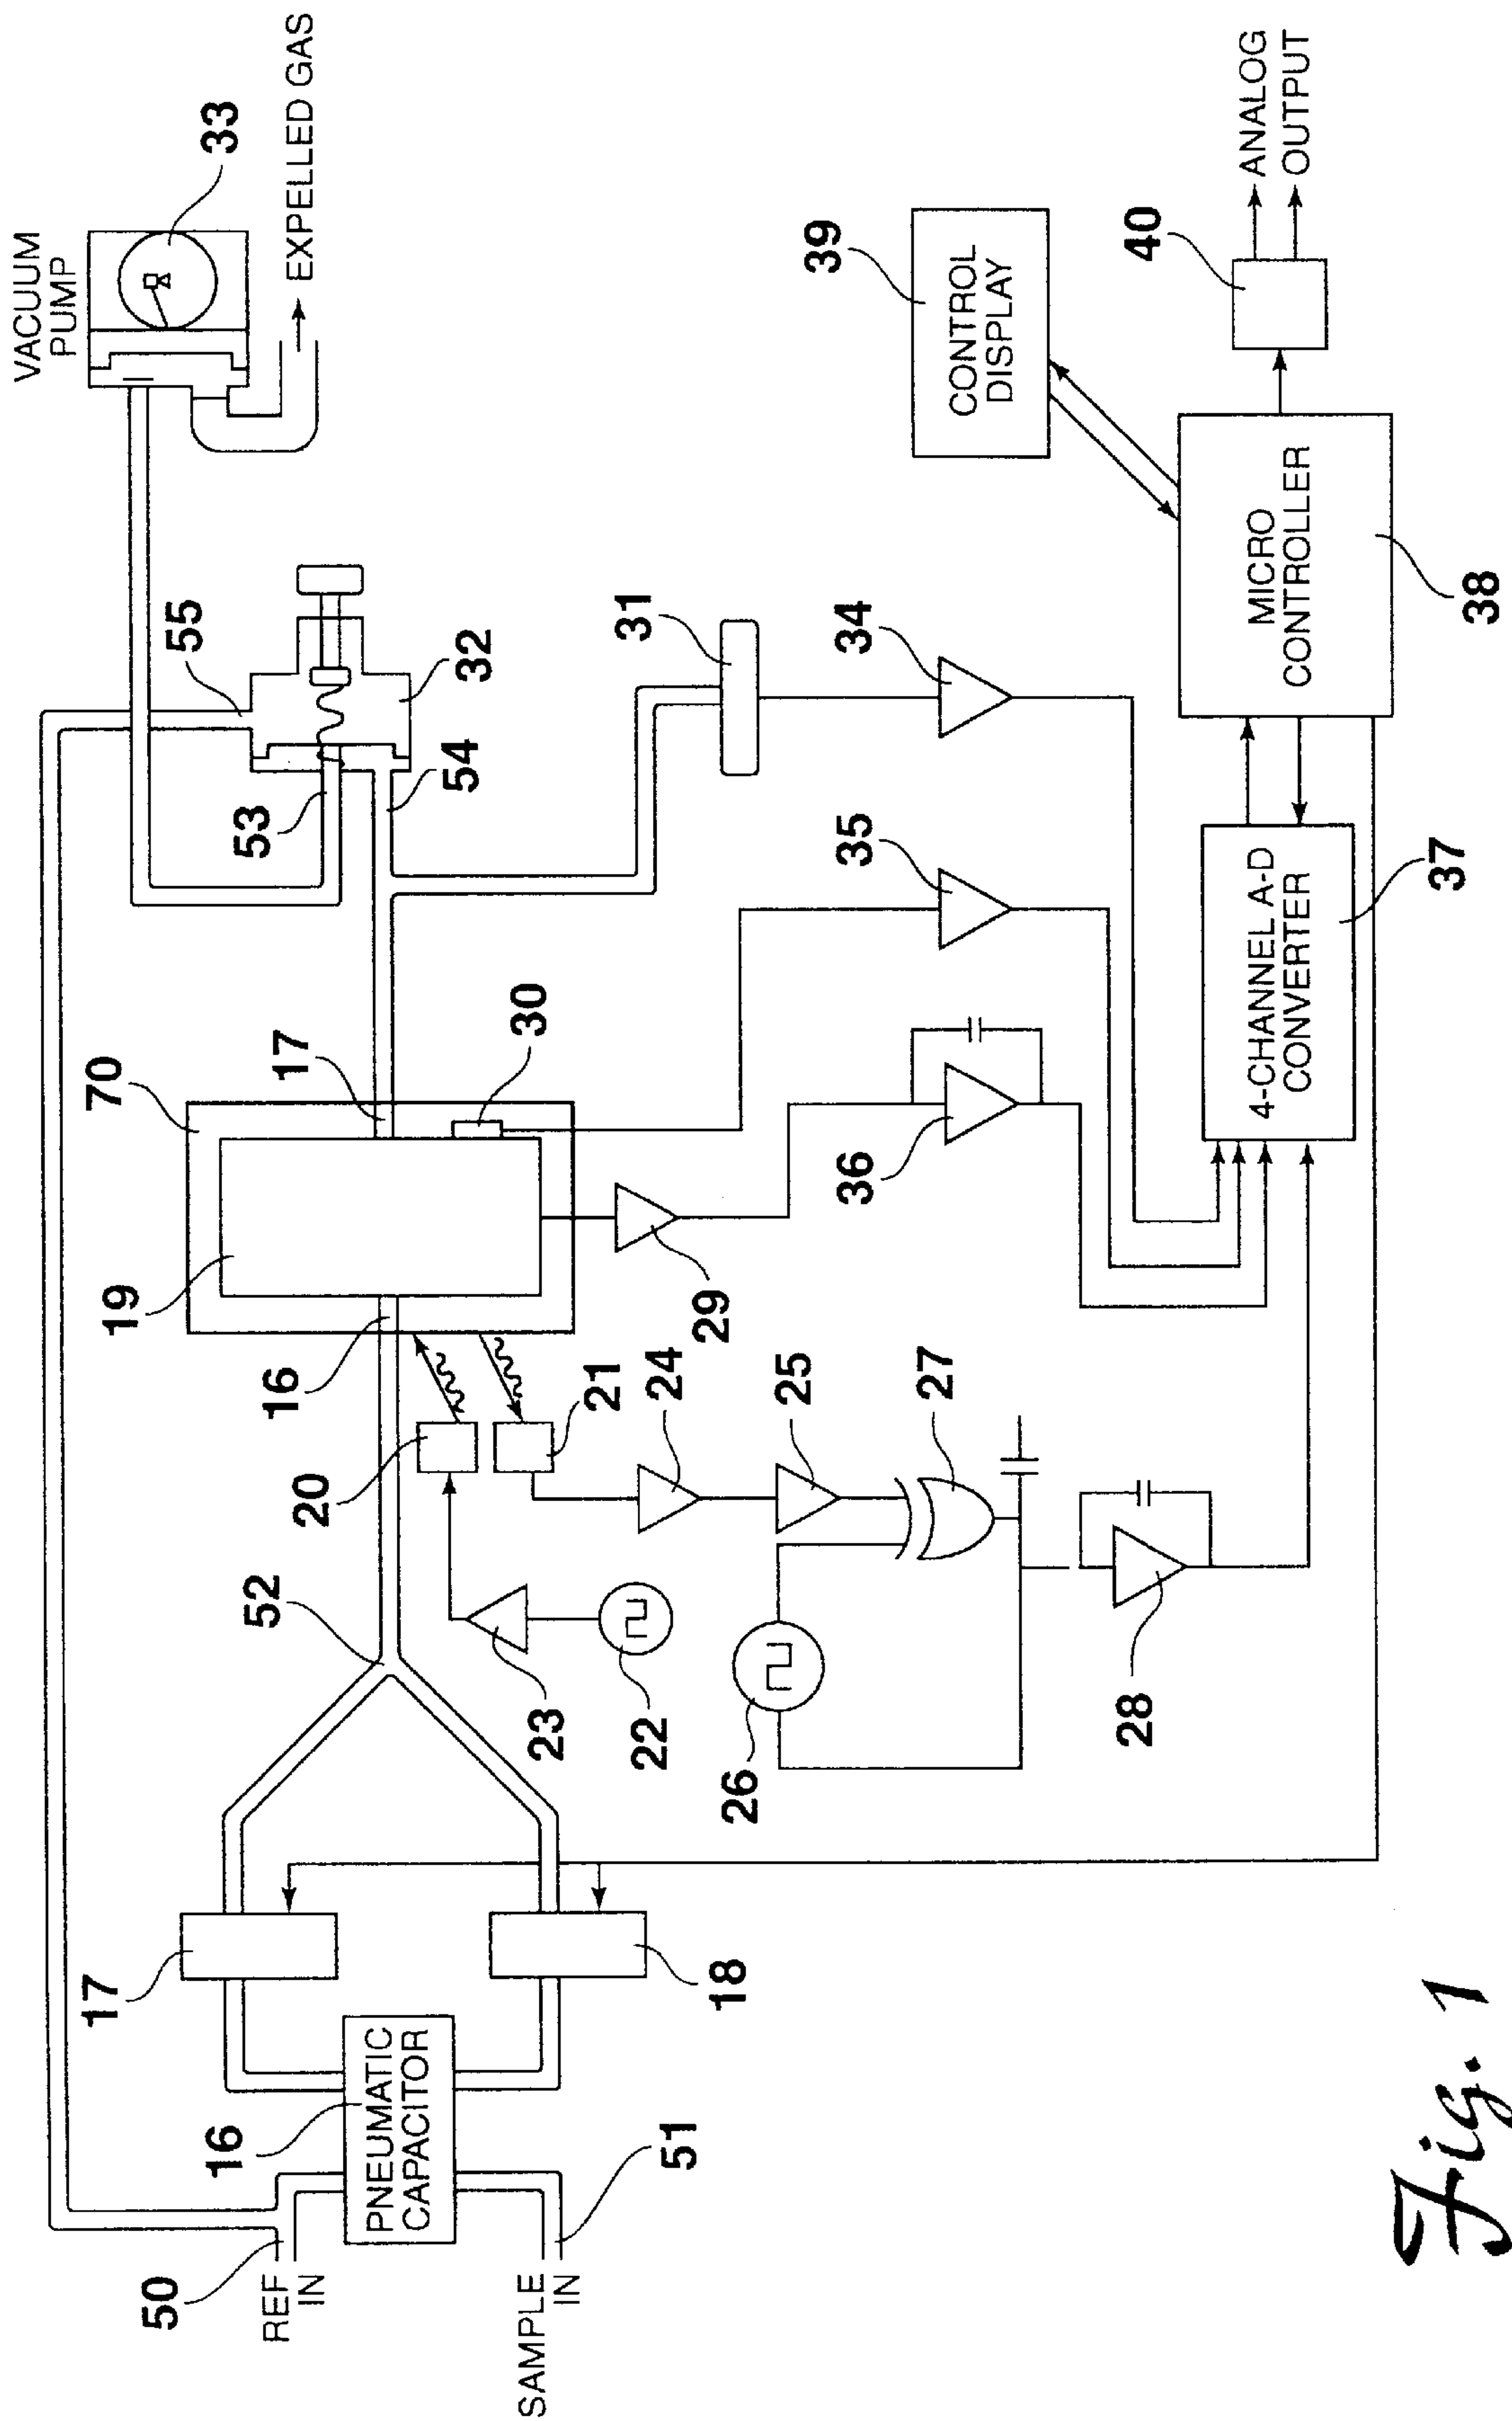 VACUUM
PUMP
33
EXPELLED GAS
55
32
53
54
31
70
17
30
19
16
29
52
20
21
24
25
27
23
22
26
28
36
35
34
39
CONTROL
DISPLAY
40
ANALOG
OUTPUT
MICRO
CONTROLLER
38
4-CHANNEL A-D
CONVERTER
37
17
18
16
PNEUMATIC
CAPACITOR
50
REF
IN
51
SAMPLE
IN
Fig. 1